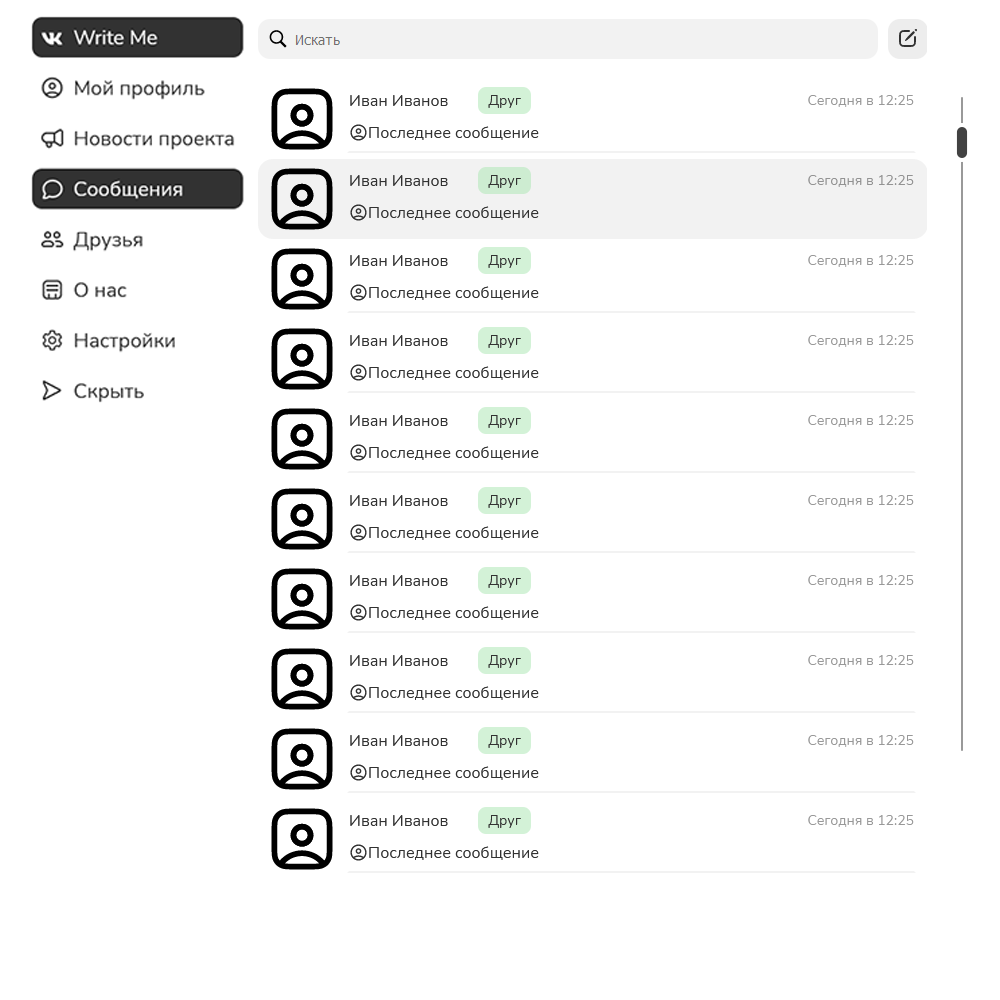 Write Me
Мой профиль
Новости проекта
Сообщения
Друзья
О нас
Настройки
Скрыть
Искать
Иван Иванов Друг Сегодня в 12:25
Последнее сообщение
Иван Иванов Друг Сегодня в 12:25
Последнее сообщение
Иван Иванов Друг Сегодня в 12:25
Последнее сообщение
Иван Иванов Друг Сегодня в 12:25
Последнее сообщение
Иван Иванов Друг Сегодня в 12:25
Последнее сообщение
Иван Иванов Друг Сегодня в 12:25
Последнее сообщение
Иван Иванов Друг Сегодня в 12:25
Последнее сообщение
Иван Иванов Друг Сегодня в 12:25
Последнее сообщение
Иван Иванов Друг Сегодня в 12:25
Последнее сообщение
Иван Иванов Друг Сегодня в 12:25
Последнее сообщение